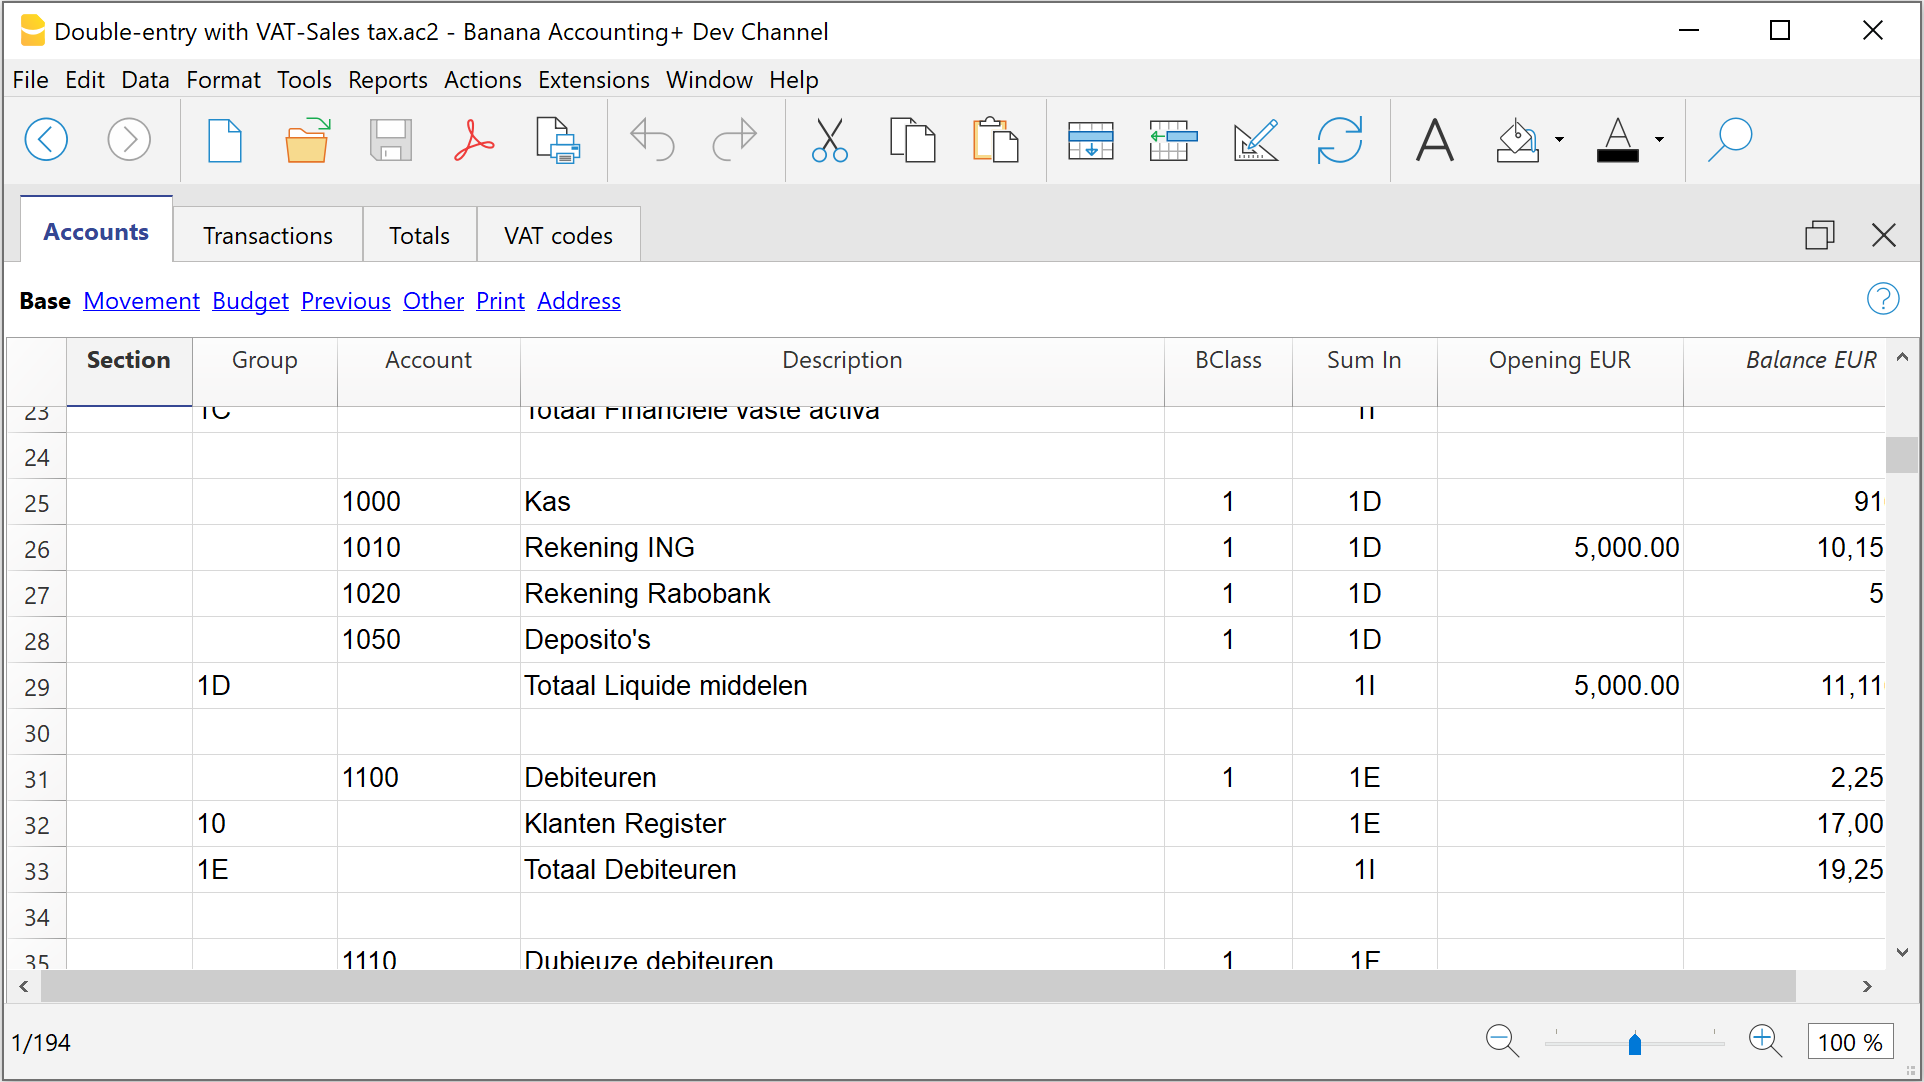 Double-entry with VAT-Sales tax.ac2 - Banana Accounting+ Dev Channel
File Edit Data Format Tools Reports Actions Extensions Window Help
Accounts Transactions Totals VAT codes
Base Movement Budget Previous Other Print Address
Section Group Account Description BClass Sum In Opening EUR Balance EUR
23 1C Totaal Financiële vaste activa 1I
24
25 1000 Kas 1 1D 91
26 1010 Rekening ING 1 1D 5,000.00 10,15
27 1020 Rekening Rabobank 1 1D 5
28 1050 Deposito's 1 1D
29 1D Totaal Liquide middelen 1I 5,000.00 11,11
30
31 1100 Debiteuren 1 1E 2,25
32 10 Klanten Register 1E 17,00
33 1E Totaal Debiteuren 1I 19,25
34
35 1110 Dubieuze debiteuren 1
1/194
100 %